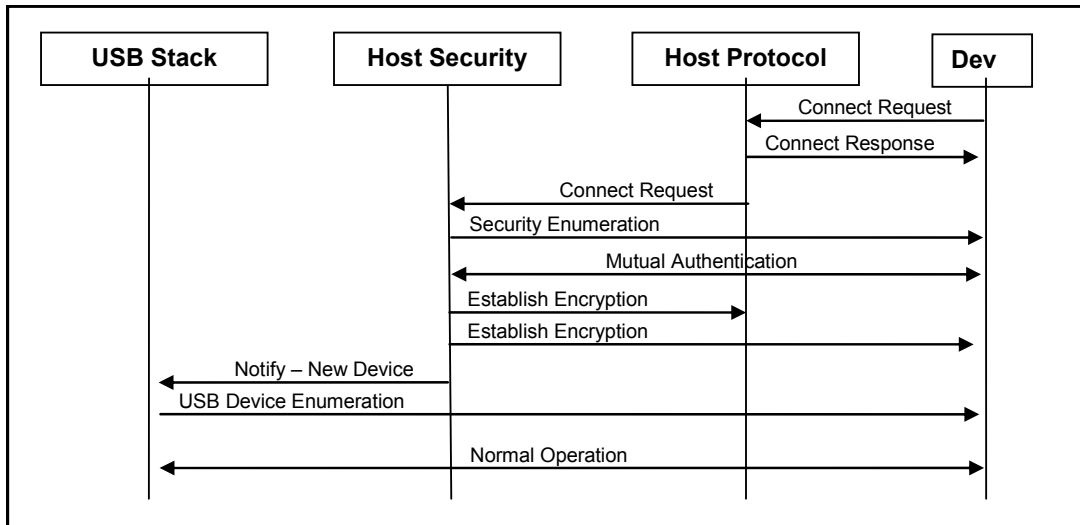 USB Stack
Host Security
Host Protocol
Dev
Connect Request
Connect Response
Connect Request
Security Enumeration
Mutual Authentication
Establish Encryption
Establish Encryption
Notify – New Device
USB Device Enumeration
Normal Operation